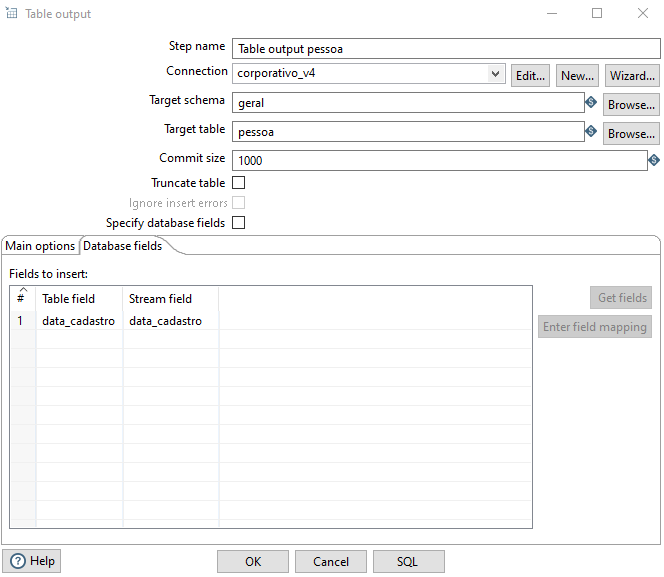 Table output
Step name Table output pessoa
Connection corporativo_v4 Edit... New... Wizard...
Target schema geral Browse...
Target table pessoa Browse...
Commit size 1000
Truncate table
Ignore insert errors
Specify database fields
Main options Database fields
Fields to insert:
# Table field Stream field
1 data_cadastro data_cadastro
Get fields
Enter field mapping
Help OK Cancel SQL